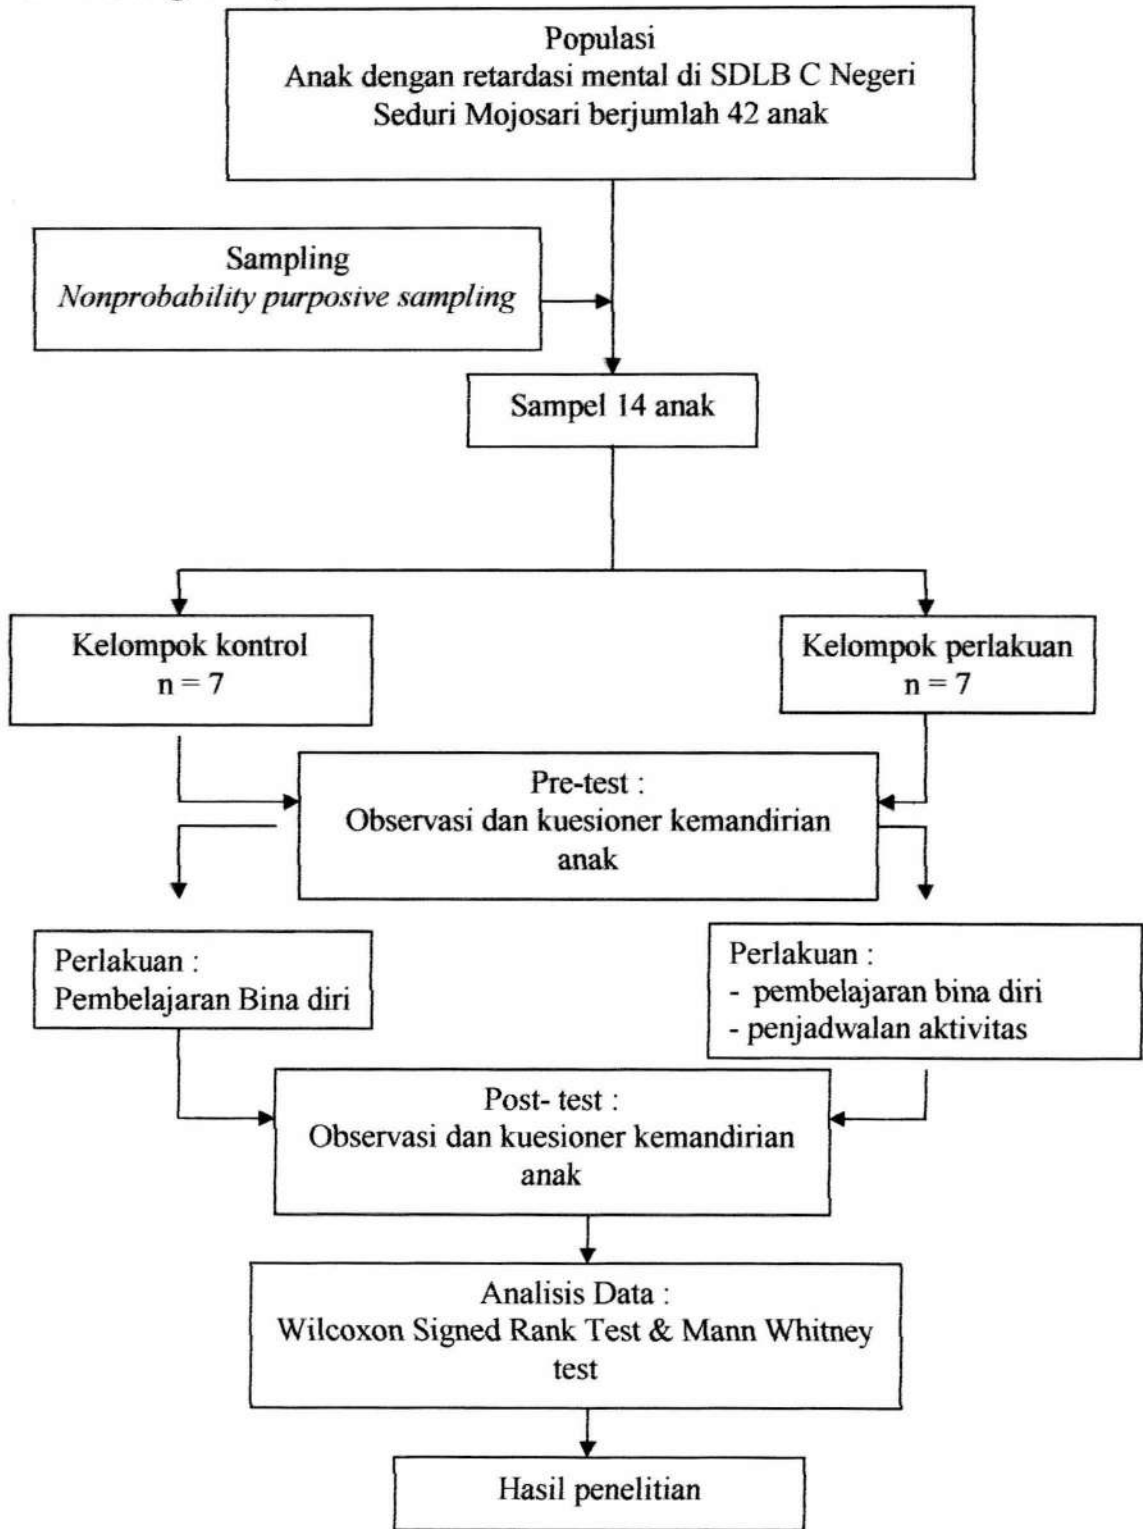 Populasi
Anak dengan retardasi mental di SDLB C Negeri
Seduri Mojosari berjumlah 42 anak
Sampling
Nonprobability purposive sampling
Sampel 14 anak
Kelompok kontrol
n = 7
Kelompok perlakuan
n = 7
Pre-test :
Observasi dan kuesioner kemandirian
anak
Perlakuan :
Pembelajaran Bina diri
Perlakuan :
- pembelajaran bina diri
- penjadwalan aktivitas
Post- test :
Observasi dan kuesioner kemandirian
anak
Analisis Data :
Wilcoxon Signed Rank Test & Mann Whitney
test
Hasil penelitian